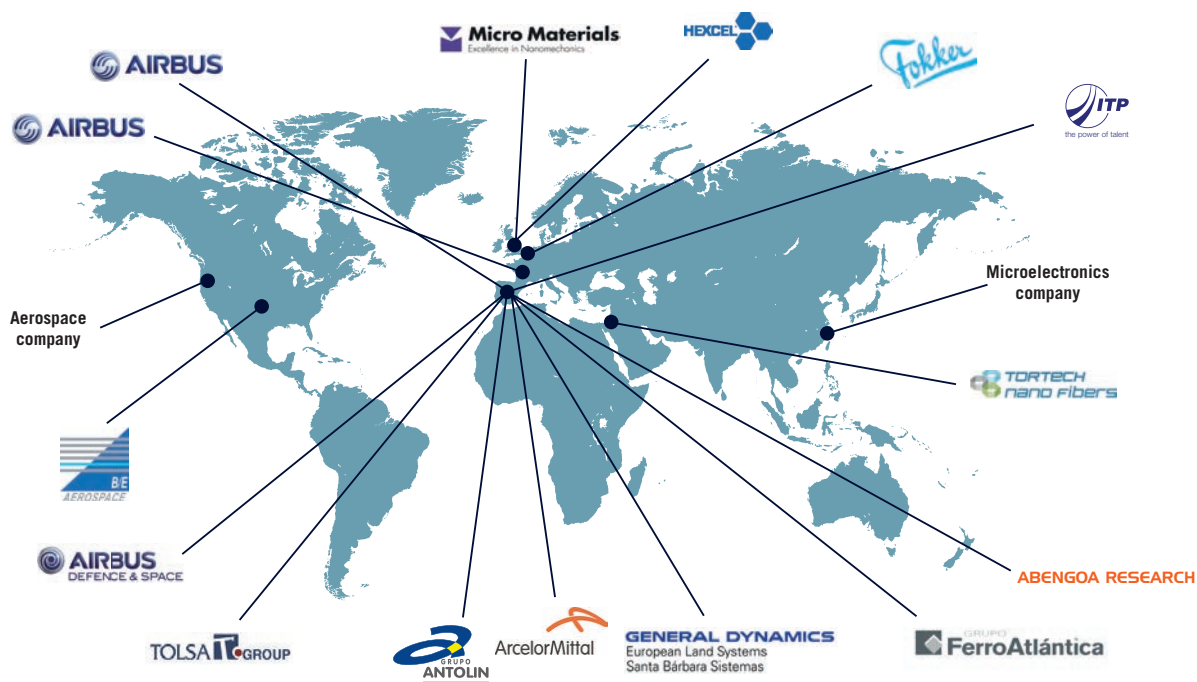 Micro Materials
Excellence in Nanomechanics
HEXCEL
Fokker
AIRBUS
AIRBUS
ITP
the power of talent
Microelectronics
company
Aerospace
company
TORTECH
nano Fibers
B/E
AEROSPACE
AIRBUS
DEFENCE & SPACE
ABENGOA RESEARCH
TOLSA GROUP
GRUPO
ANTOLIN
ArcelorMittal
GENERAL DYNAMICS
European Land Systems
Santa Bárbara Sistemas
GRUPO
FerroAtlántica